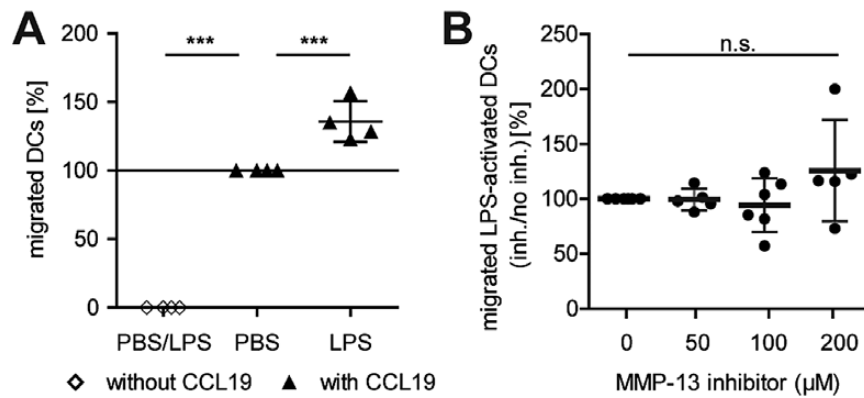 A
migrated DCs [%]
200
150
100
50
0
*** ***
PBS/LPS PBS LPS
without CCL19 with CCL19
B
migrated LPS-activated DCs
(inh./no inh.) [%]
250
200
150
100
50
0
n.s.
0 50 100 200
MMP-13 inhibitor (µM)